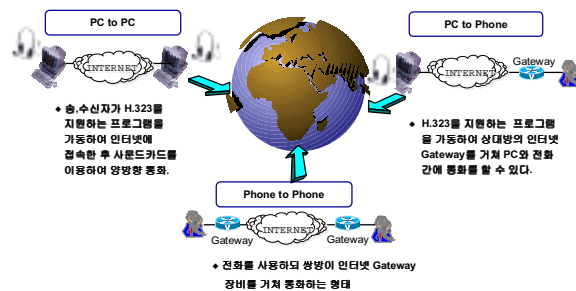 PC to PC
INTERNET
◆ 송,수신자가 H.323을
지원하는 프로그램을
가동하여 인터넷에
접속한 후 사운드카드를
이용하여 양방향 통화.
PC to Phone
Gateway
INTERNET
◆ H.323을 지원하는 프로그램
을 가동하여 상대방의 인터넷
Gateway를 거쳐 PC와 전화
간에 통화를 할 수 있다.
Phone to Phone
INTERNET
Gateway
Gateway
◆ 전화를 사용하되 쌍방이 인터넷 Gateway
장비를 거쳐 통화하는 형태